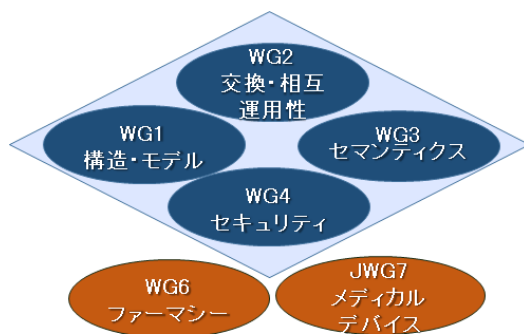 WG2
交換・相互
運用性
WG1
構造・モデル
WG3
セマンティクス
WG4
セキュリティ
WG6
ファーマシー
JWG7
メディカル
デバイス